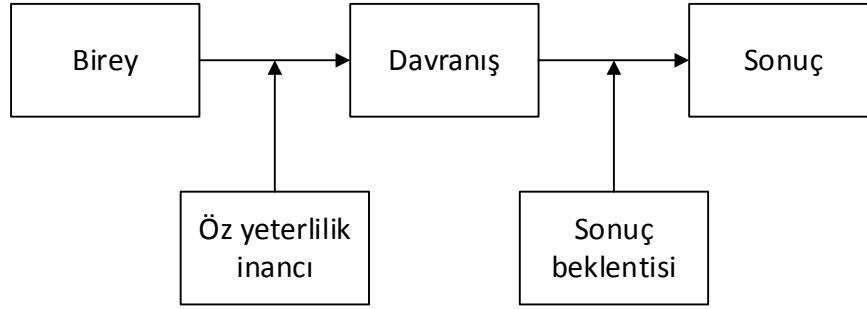 Birey
Davranış
Sonuç
Öz yeterlilik
inancı
Sonuç
beklentisi